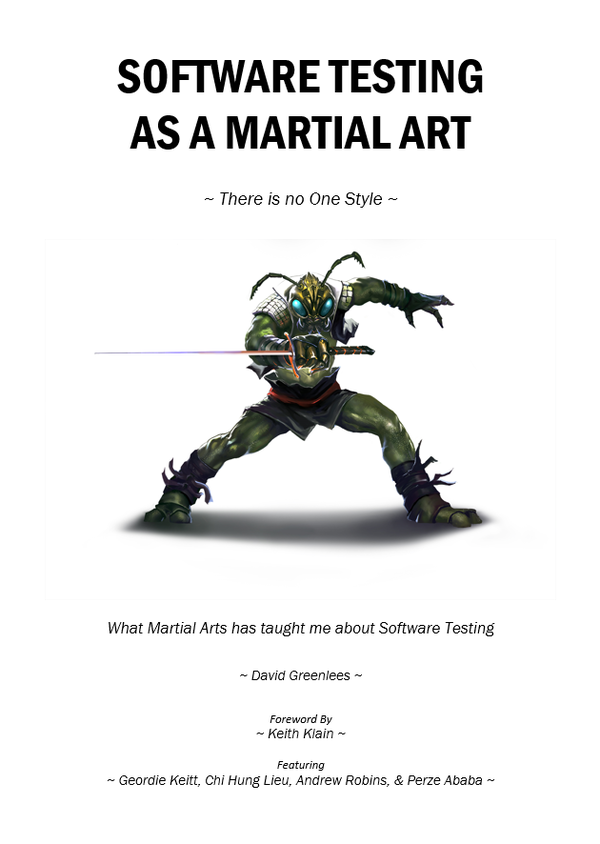 SOFTWARE TESTING
AS A MARTIAL ART
~ There is no One Style ~
What Martial Arts has taught me about Software Testing
~ David Greenlees ~
Foreword By
~ Keith Klain ~
Featuring
~ Geordie Keitt, Chi Hung Lieu, Andrew Robins, & Perze Ababa ~